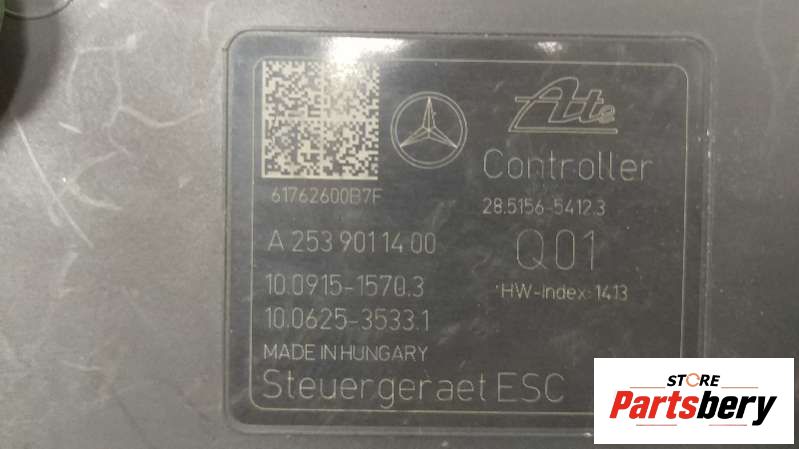 Ate
Controller
61762600B7F
28.5156-5412.3
A 253 901 14 00
Q01
10.0915-1570.3
HW-Index:1413
10.0625-3533.1
MADE IN HUNGARY
Steuergeraet ESC
STORE
Partsbery